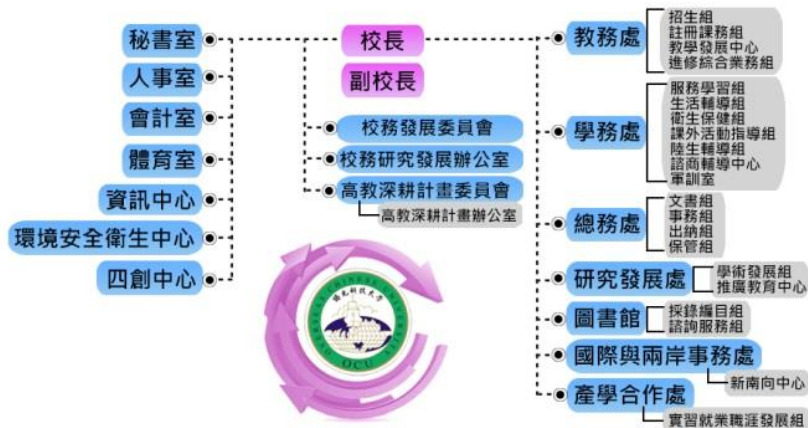 秘書室
人事室
會計室
體育室
資訊中心
環境安全衛生中心
四創中心
校長
副校長
校務發展委員會
校務研究發展辦公室
高教深耕計畫委員會
高教深耕計畫辦公室
OVERSEAS CHINESE UNIVERSITY
僑光科技大學
OCU
教務處
招生組
註冊課務組
教學發展中心
進修綜合業務組
學務處
服務學習組
生活輔導組
衛生保健組
課外活動指導組
陸生輔導組
諮商輔導中心
軍訓室
總務處
文書組
事務組
出納組
保管組
研究發展處
學術發展組
推廣教育中心
圖書館
採錄編目組
諮詢服務組
國際與兩岸事務處
新南向中心
產學合作處
實習就業職涯發展組